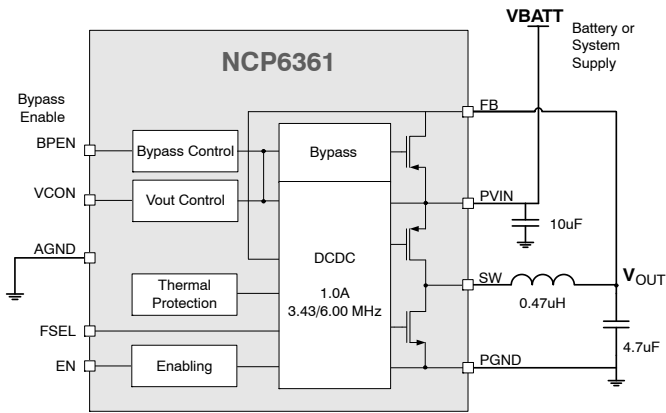 VBATT
Battery or
System
Supply
NCP6361
Bypass
Enable
FB
BPEN
Bypass Control
Bypass
VCON
Vout Control
PVIN
10uF
AGND
DCDC
1.0A
3.43/6.00 MHz
Thermal
Protection
SW
0.47uH
VOUT
FSEL
4.7uF
EN
Enabling
PGND